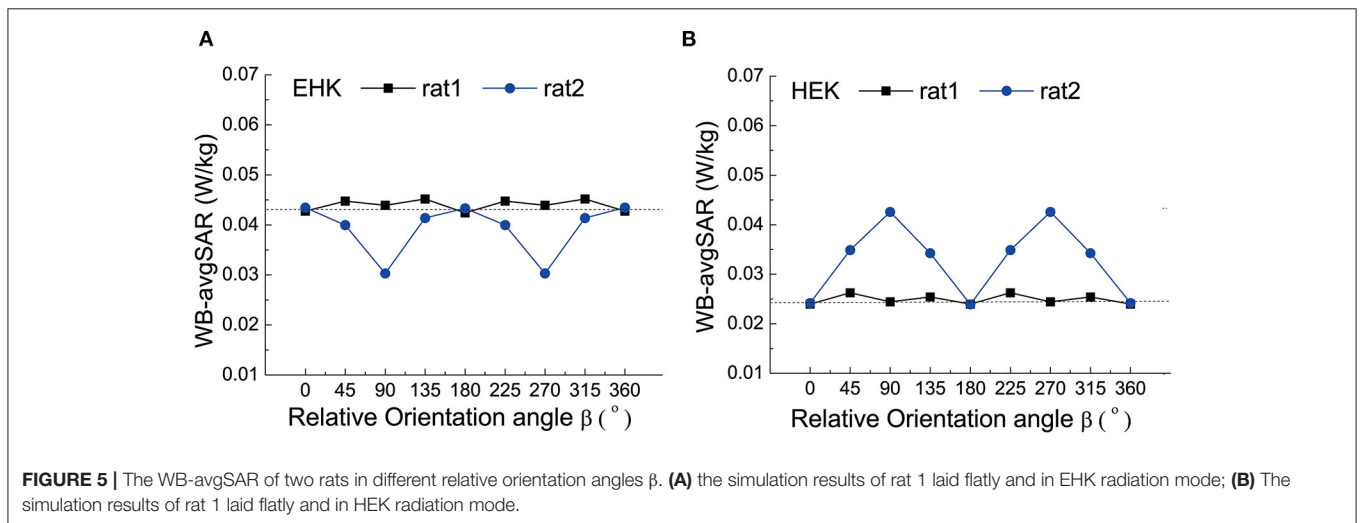 A
EHK rat1 rat2
0.07
0.06
0.05
0.04
0.03
0.02
0.01
WB-avgSAR (W/kg)
0 45 90 135 180 225 270 315 360
Relative Orientation angle β ( ° )
B
HEK rat1 rat2
0.07
0.06
0.05
0.04
0.03
0.02
0.01
WB-avgSAR (W/kg)
0 45 90 135 180 225 270 315 360
Relative Orientation angle β ( ° )
FIGURE 5 | The WB-avgSAR of two rats in different relative orientation angles β. (A) the simulation results of rat 1 laid flatly and in EHK radiation mode; (B) The
simulation results of rat 1 laid flatly and in HEK radiation mode.